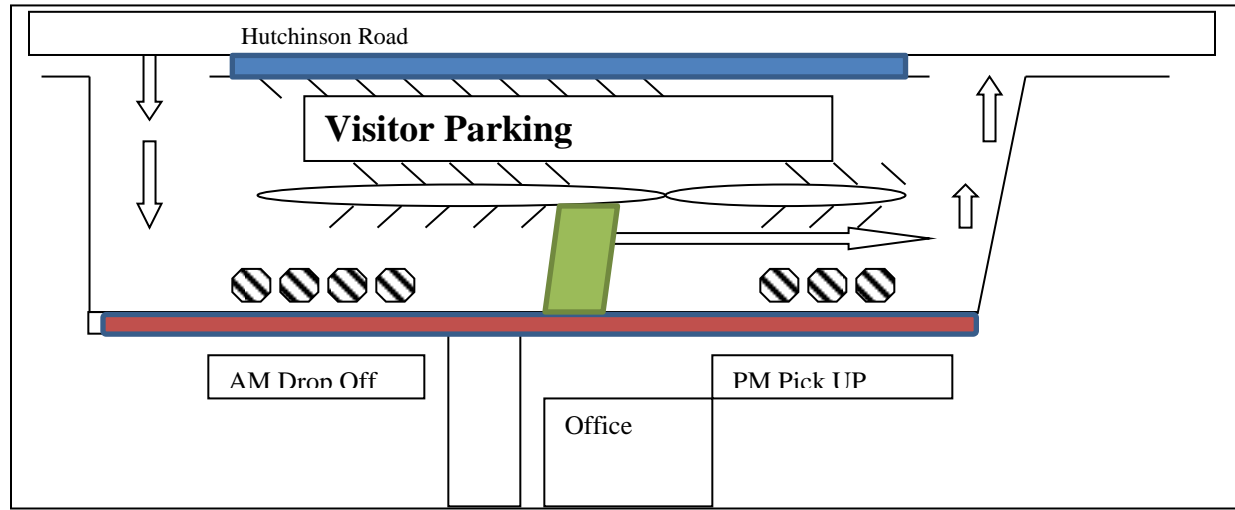 Hutchinson Road
Visitor Parking
AM Drop Off
PM Pick UP
Office